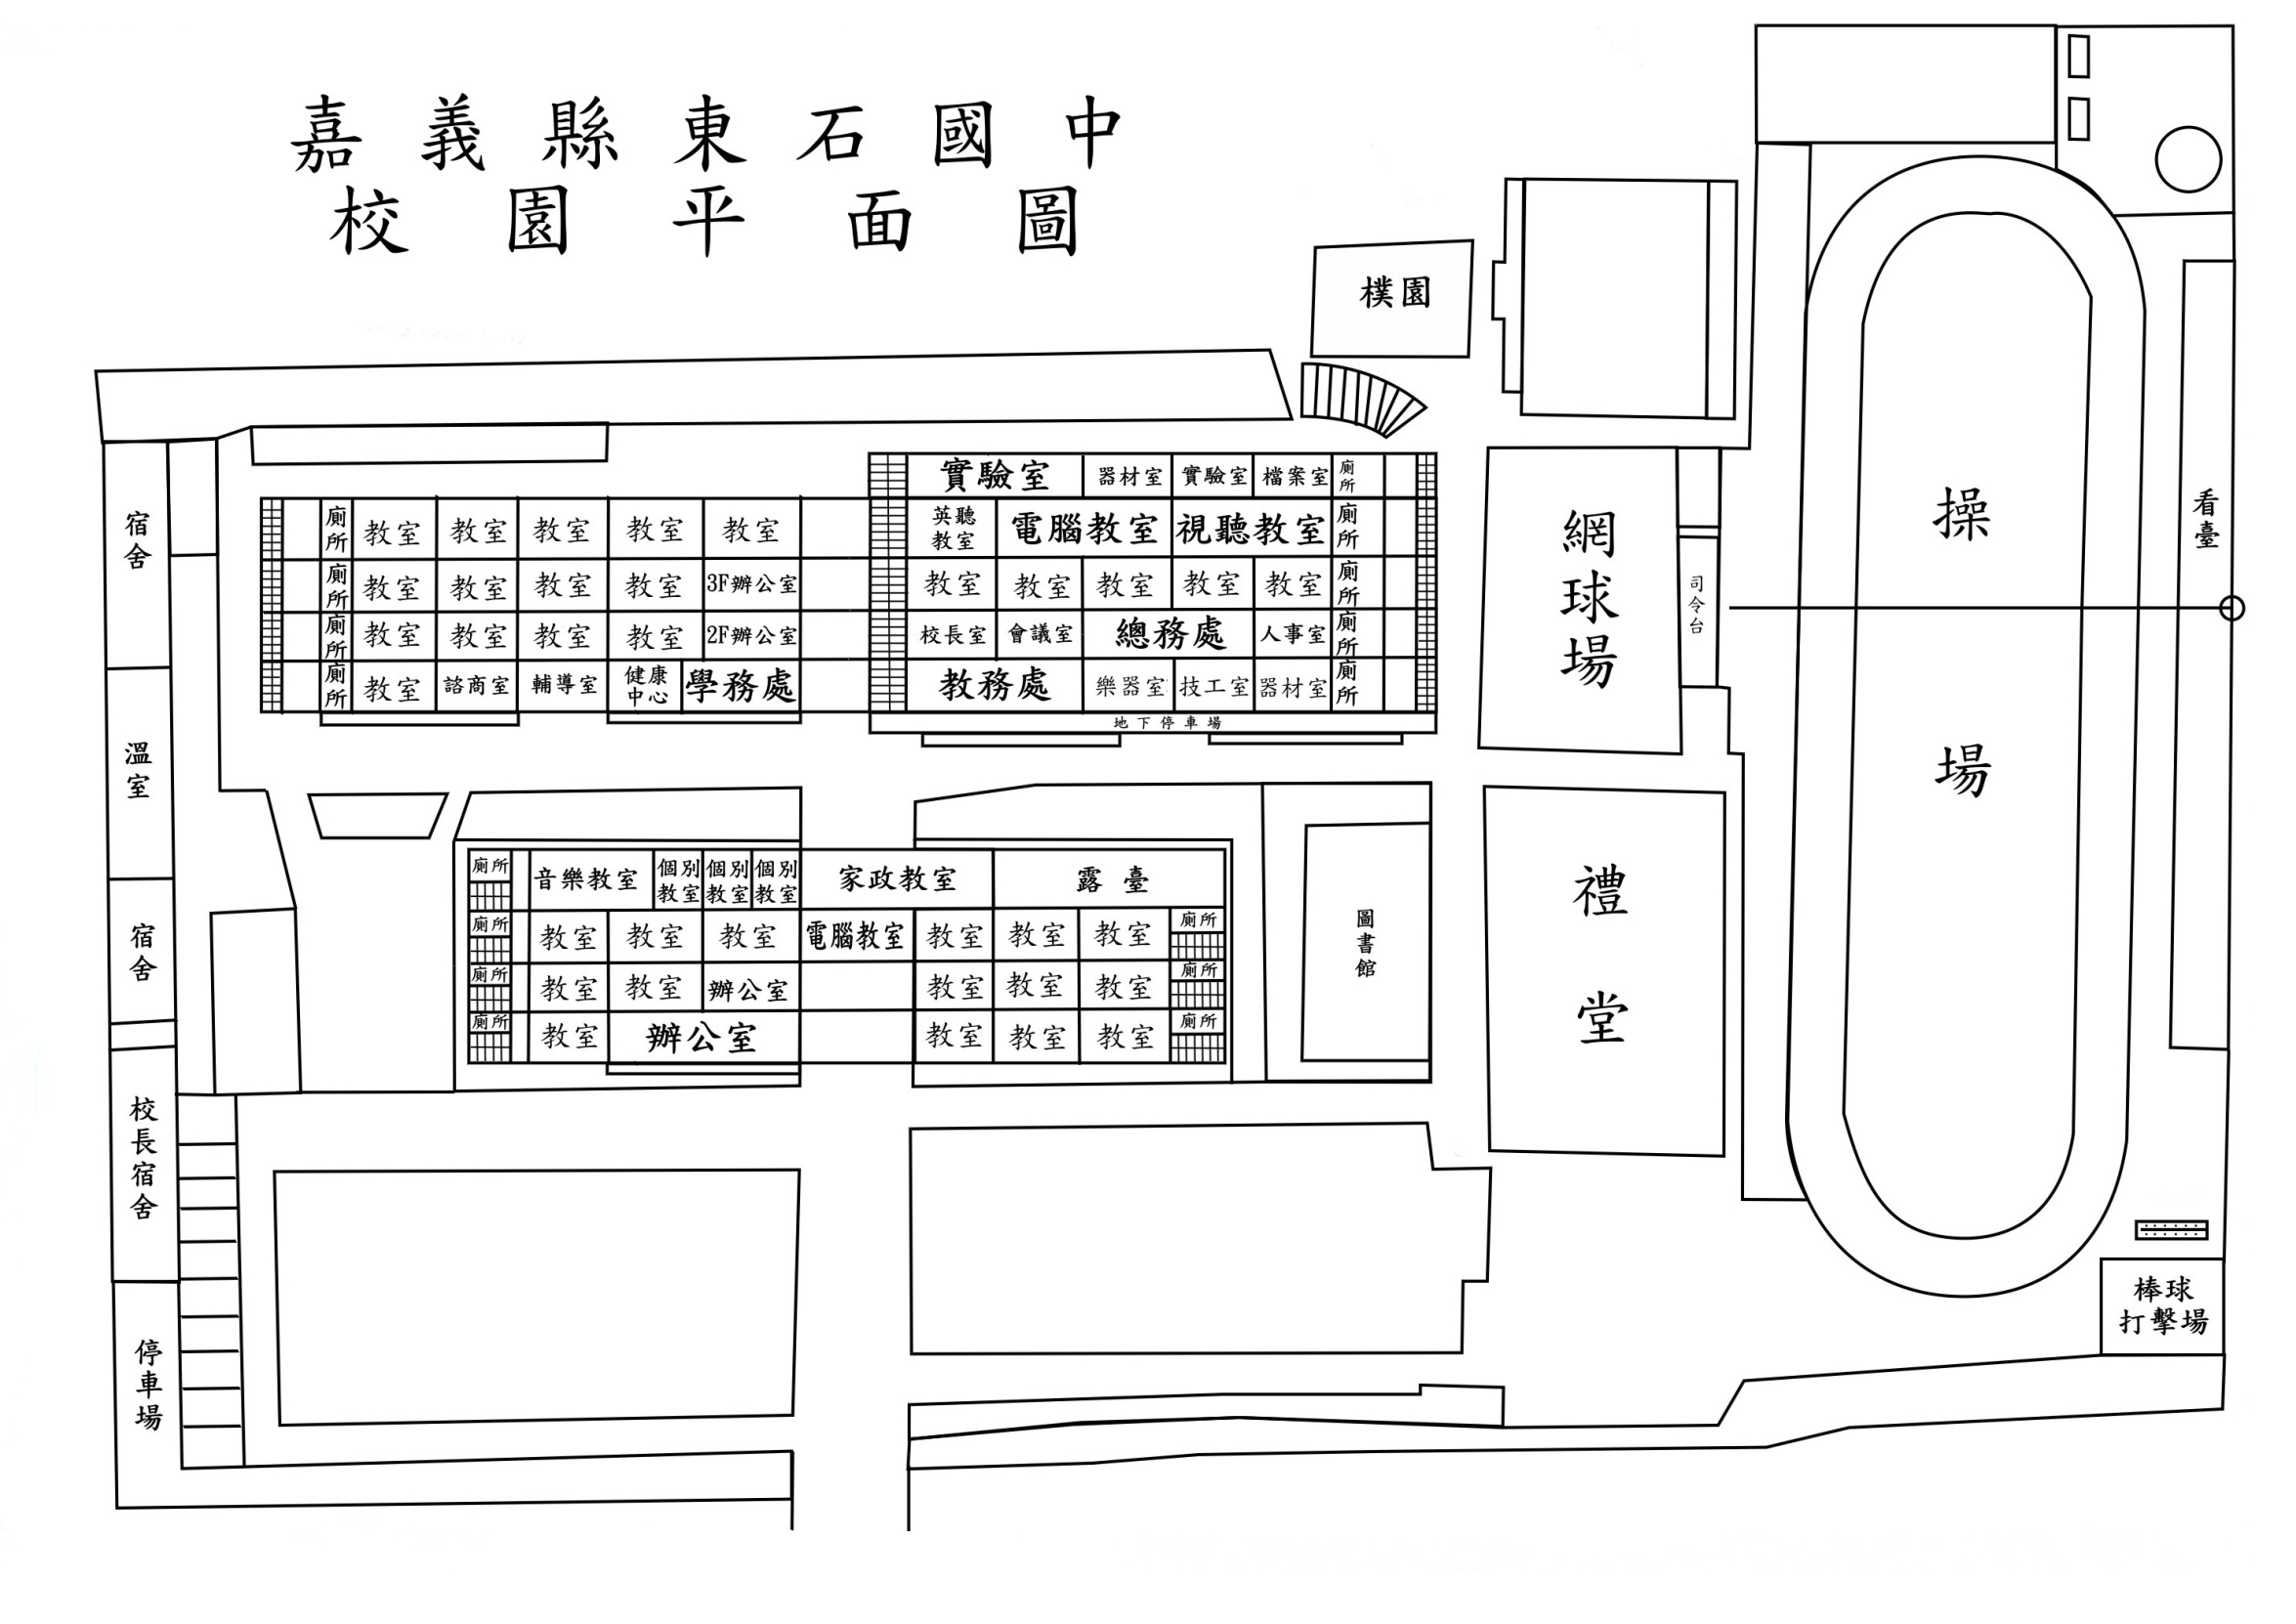 嘉義縣東石國中
校園平面圖
樸園
實驗室 器材室 實驗室 檔案室 廁所
廁所 教室 教室 教室 教室 教室 英聽教室 電腦教室 視聽教室 廁所
廁所 教室 教室 教室 教室 3F辦公室 教室 教室 教室 教室 教室 廁所
廁所 教室 教室 教室 教室 2F辦公室 校長室 會議室 總務處 人事室 廁所
廁所 教室 諮商室 輔導室 健康中心 學務處 教務處 樂器室 技工室 器材室 廁所
地下停車場
宿舍
溫室
宿舍
校長宿舍
停車場
廁所 音樂教室 個別教室 個別教室 個別教室 家政教室 露臺
廁所 教室 教室 教室 電腦教室 教室 教室 教室 廁所
廁所 教室 教室 辦公室 教室 教室 教室 廁所
廁所 教室 辦公室 教室 教室 教室 廁所
圖書館
網球場
司令台
禮堂
操場
看臺
棒球
打擊場